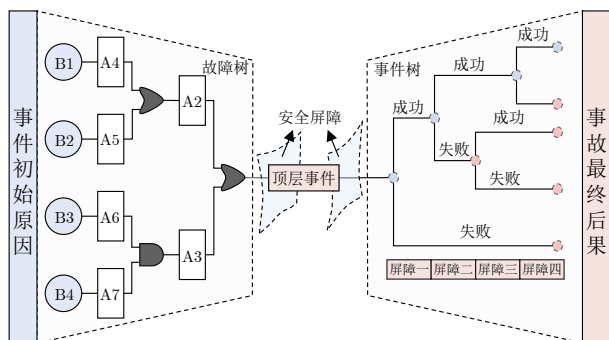 事件初始原因
B1
A4
B2
A5
A2
故障树
B3
A6
B4
A7
A3
安全屏障
顶层事件
事件树
成功
成功
成功
成功
失败
失败
失败
屏障一
屏障二
屏障三
屏障四
事故最终后果